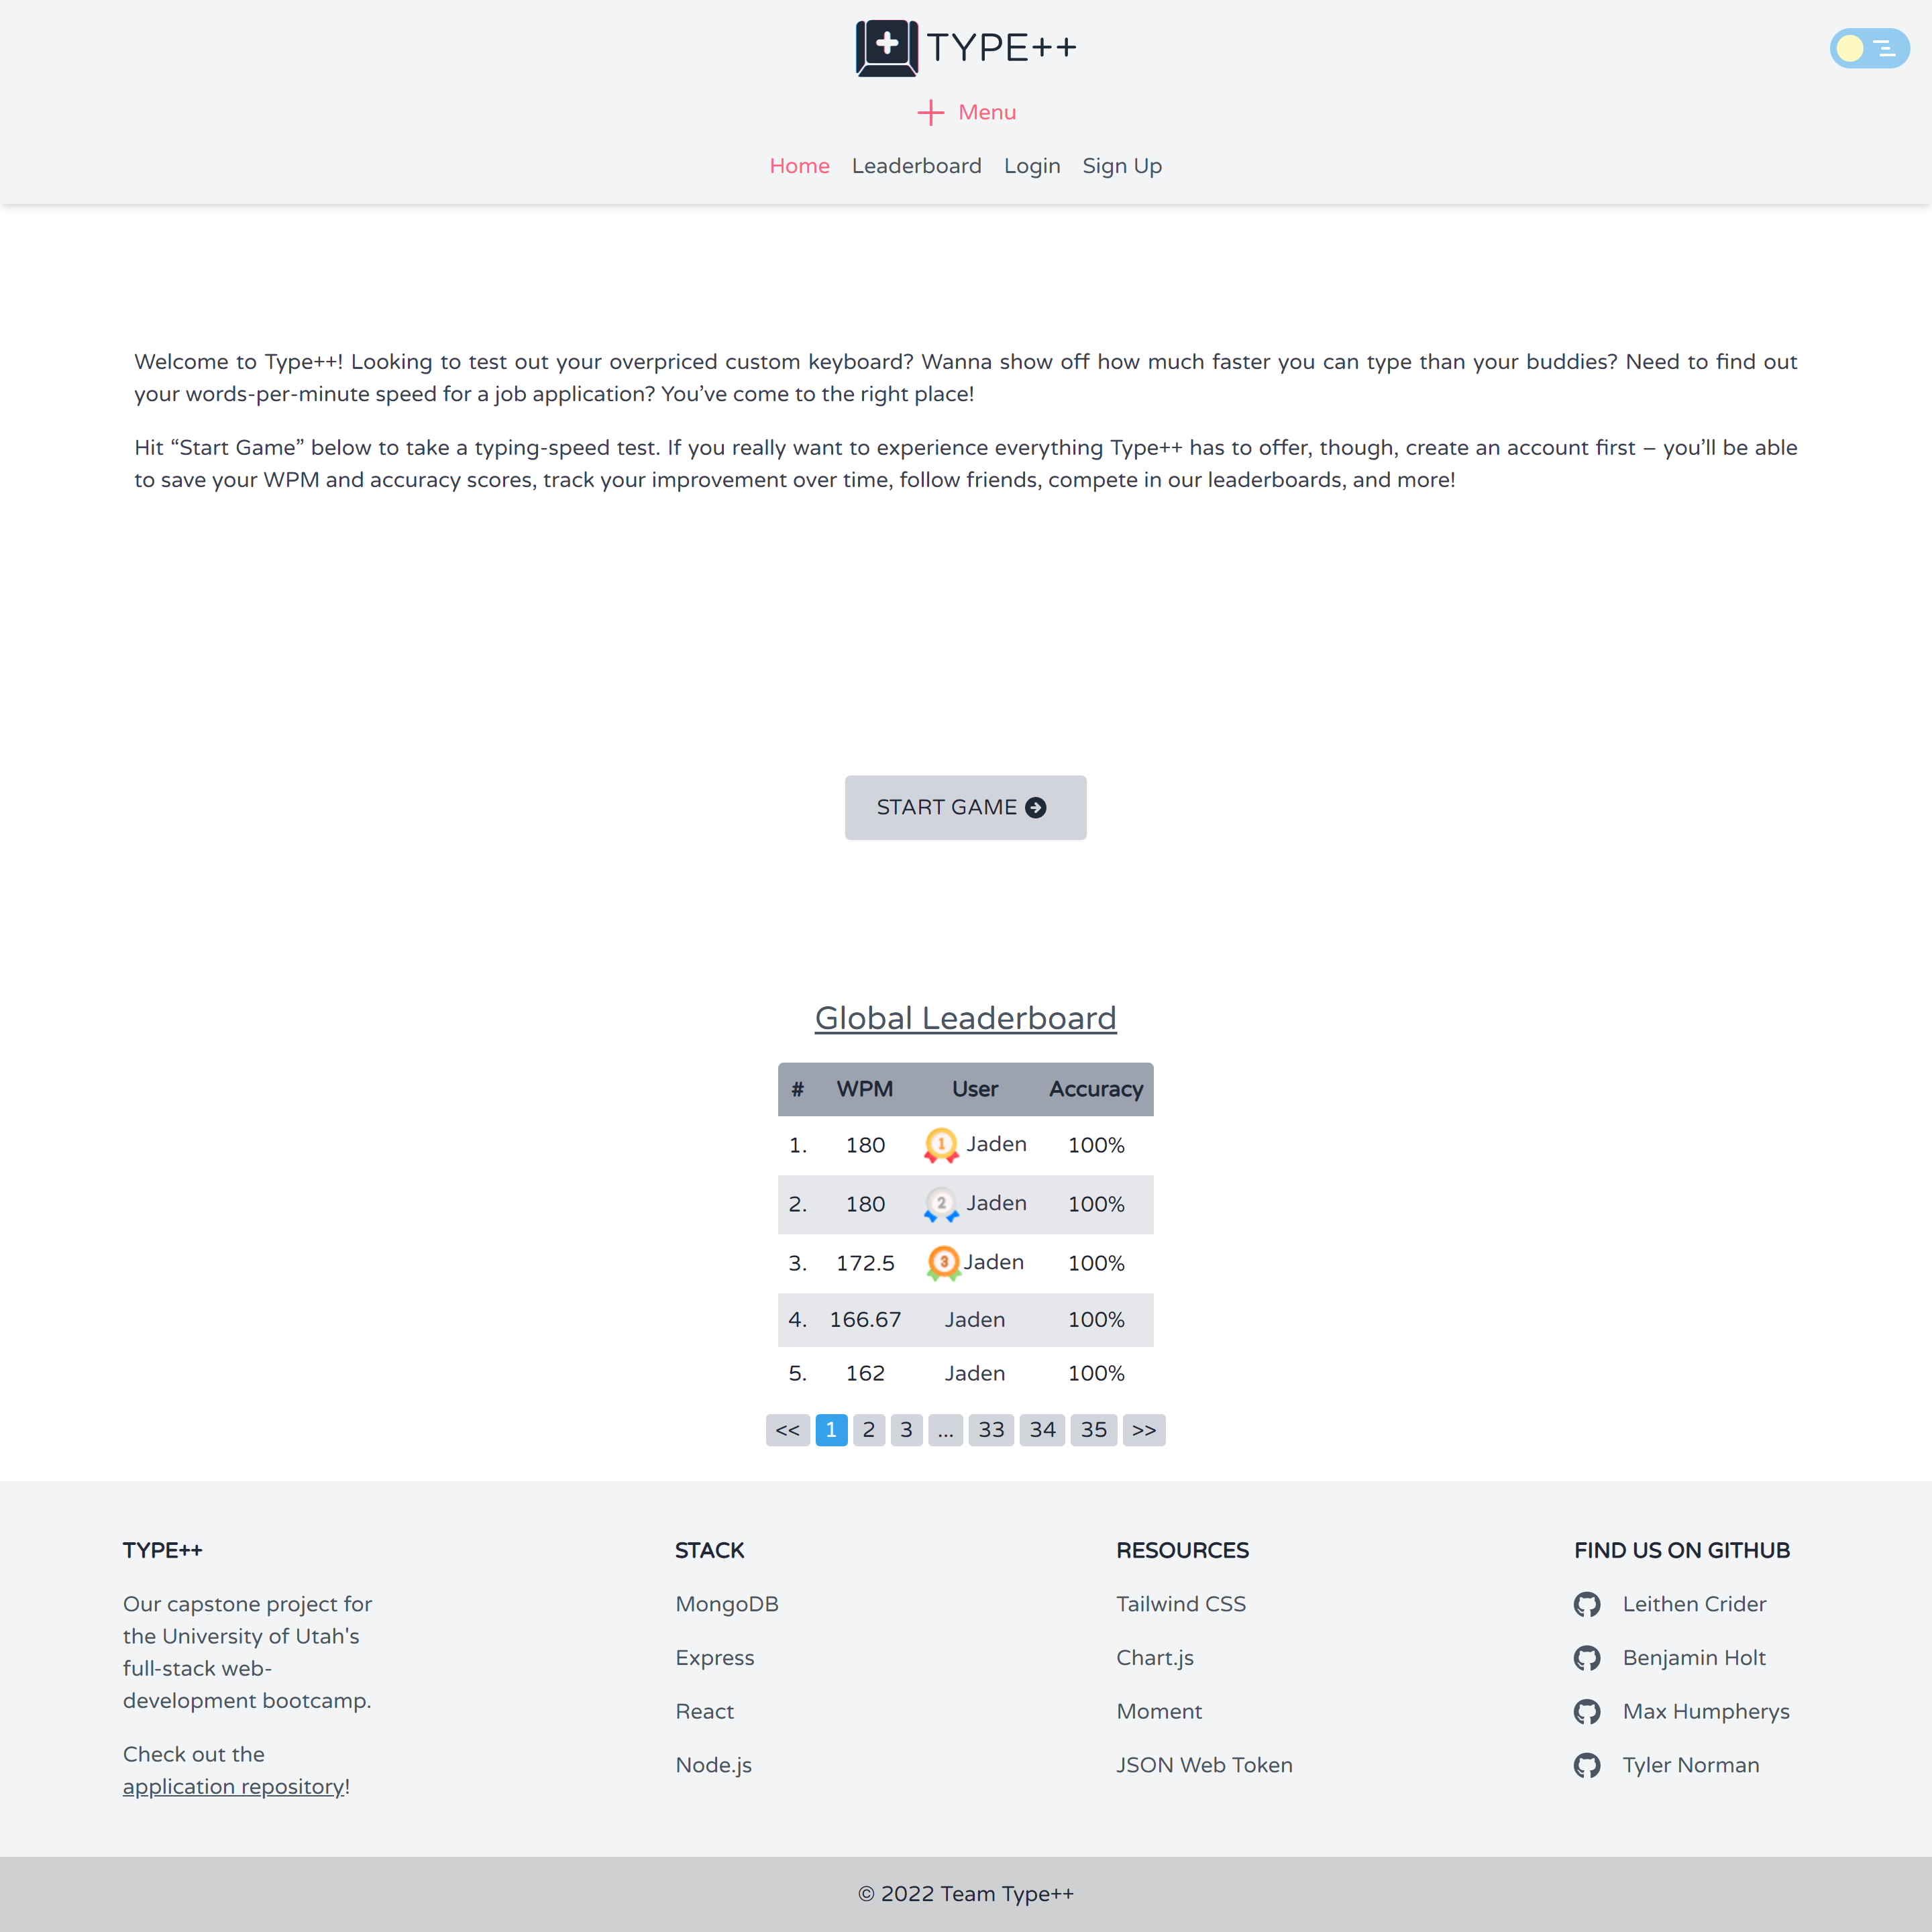 TYPE++
Menu
Home Leaderboard Login Sign Up
Welcome to Type++! Looking to test out your overpriced custom keyboard? Wanna show off how much faster you can type than your buddies? Need to find out
your words-per-minute speed for a job application? You’ve come to the right place!
Hit “Start Game” below to take a typing-speed test. If you really want to experience everything Type++ has to offer, though, create an account first – you’ll be able
to save your WPM and accuracy scores, track your improvement over time, follow friends, compete in our leaderboards, and more!
START GAME
Global Leaderboard
# WPM User Accuracy
1. 180 1 Jaden 100%
2. 180 2 Jaden 100%
3. 172.5 3 Jaden 100%
4. 166.67 Jaden 100%
5. 162 Jaden 100%
<< 1 2 3 ... 33 34 35 >>
TYPE++
Our capstone project for
the University of Utah's
full-stack web-
development bootcamp.
Check out the
application repository!
STACK
MongoDB
Express
React
Node.js
RESOURCES
Tailwind CSS
Chart.js
Moment
JSON Web Token
FIND US ON GITHUB
Leithen Crider
Benjamin Holt
Max Humpherys
Tyler Norman
© 2022 Team Type++